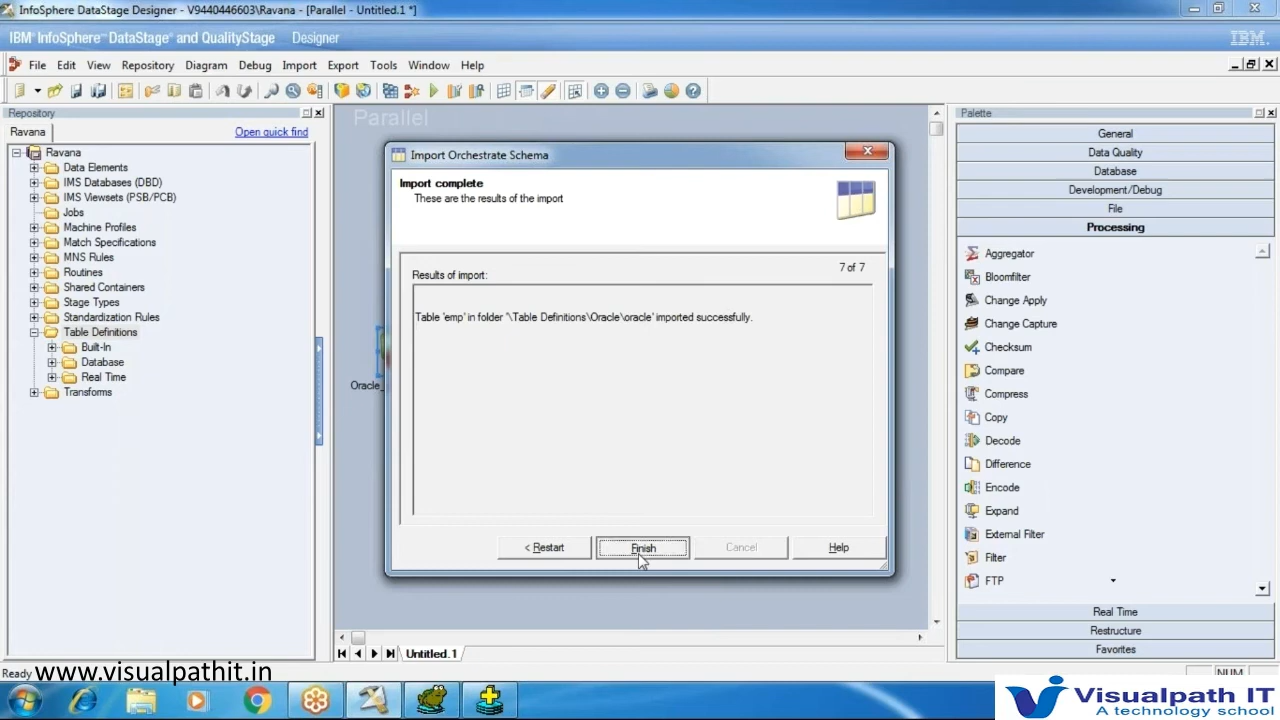 InfoSphere DataStage Designer - V9440446603\Ravana - [Parallel - Untitled.1 *]
IBM® InfoSphere™ DataStage® and QualityStage Designer
IBM.
File Edit View Repository Diagram Debug Import Export Tools Window Help
Repository
Ravana
Open quick find
Ravana
Data Elements
IMS Databases (DBD)
IMS Viewsets (PSB/PCB)
Jobs
Machine Profiles
Match Specifications
MNS Rules
Routines
Shared Containers
Stage Types
Standardization Rules
Table Definitions
Built-In
Database
Real Time
Transforms
Parallel
Oracle_
Import Orchestrate Schema
Import complete
These are the results of the import
7 of 7
Results of import:
Table 'emp' in folder '\Table Definitions\Oracle\oracle' imported successfully.
< Restart
Finish
Cancel
Help
Untitled.1
Palette
General
Data Quality
Database
Development/Debug
File
Processing
Aggregator
Bloomfilter
Change Apply
Change Capture
Checksum
Compare
Compress
Copy
Decode
Difference
Encode
Expand
External Filter
Filter
FTP
Real Time
Restructure
Favorites
Ready
NUM
www.visualpathit.in
Visualpath IT
A technology school